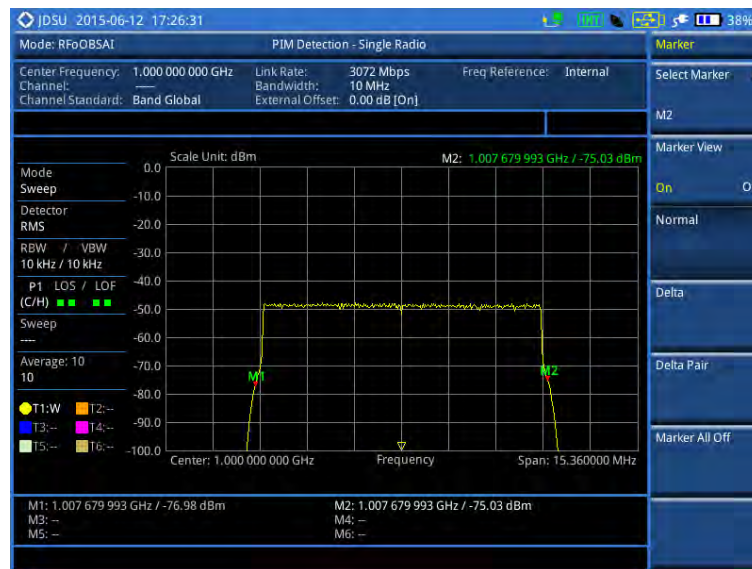 JDSU 2015-06-12 17:26:31
38%
Mode: RFoOBSAI
PIM Detection - Single Radio
Marker
Center Frequency: 1.000 000 000 GHz
Link Rate: 3072 Mbps
Freq Reference: Internal
Channel: ----
Bandwidth: 10 MHz
Channel Standard: Band Global
External Offset: 0.00 dB [On]
Select Marker
M2
Marker View
On
O
Normal
Delta
Delta Pair
Marker All Off
Mode
Sweep
Detector
RMS
RBW / VBW
10 kHz / 10 kHz
P1 LOS / LOF
(C/H)
Sweep
----
Average: 10
10
T1:W T2:--
T3:-- T4:--
T5:-- T6:--
Scale Unit: dBm
M2: 1.007 679 993 GHz / -75.03 dBm
0.0
-10.0
-20.0
-30.0
-40.0
-50.0
-60.0
-70.0
-80.0
-90.0
-100.0
M1
M2
Center: 1,000 000 000 GHz
Frequency
Span: 15.360000 MHz
M1: 1.007 679 993 GHz / -76.98 dBm
M2: 1.007 679 993 GHz / -75.03 dBm
M3: --
M4: --
M5: --
M6: --